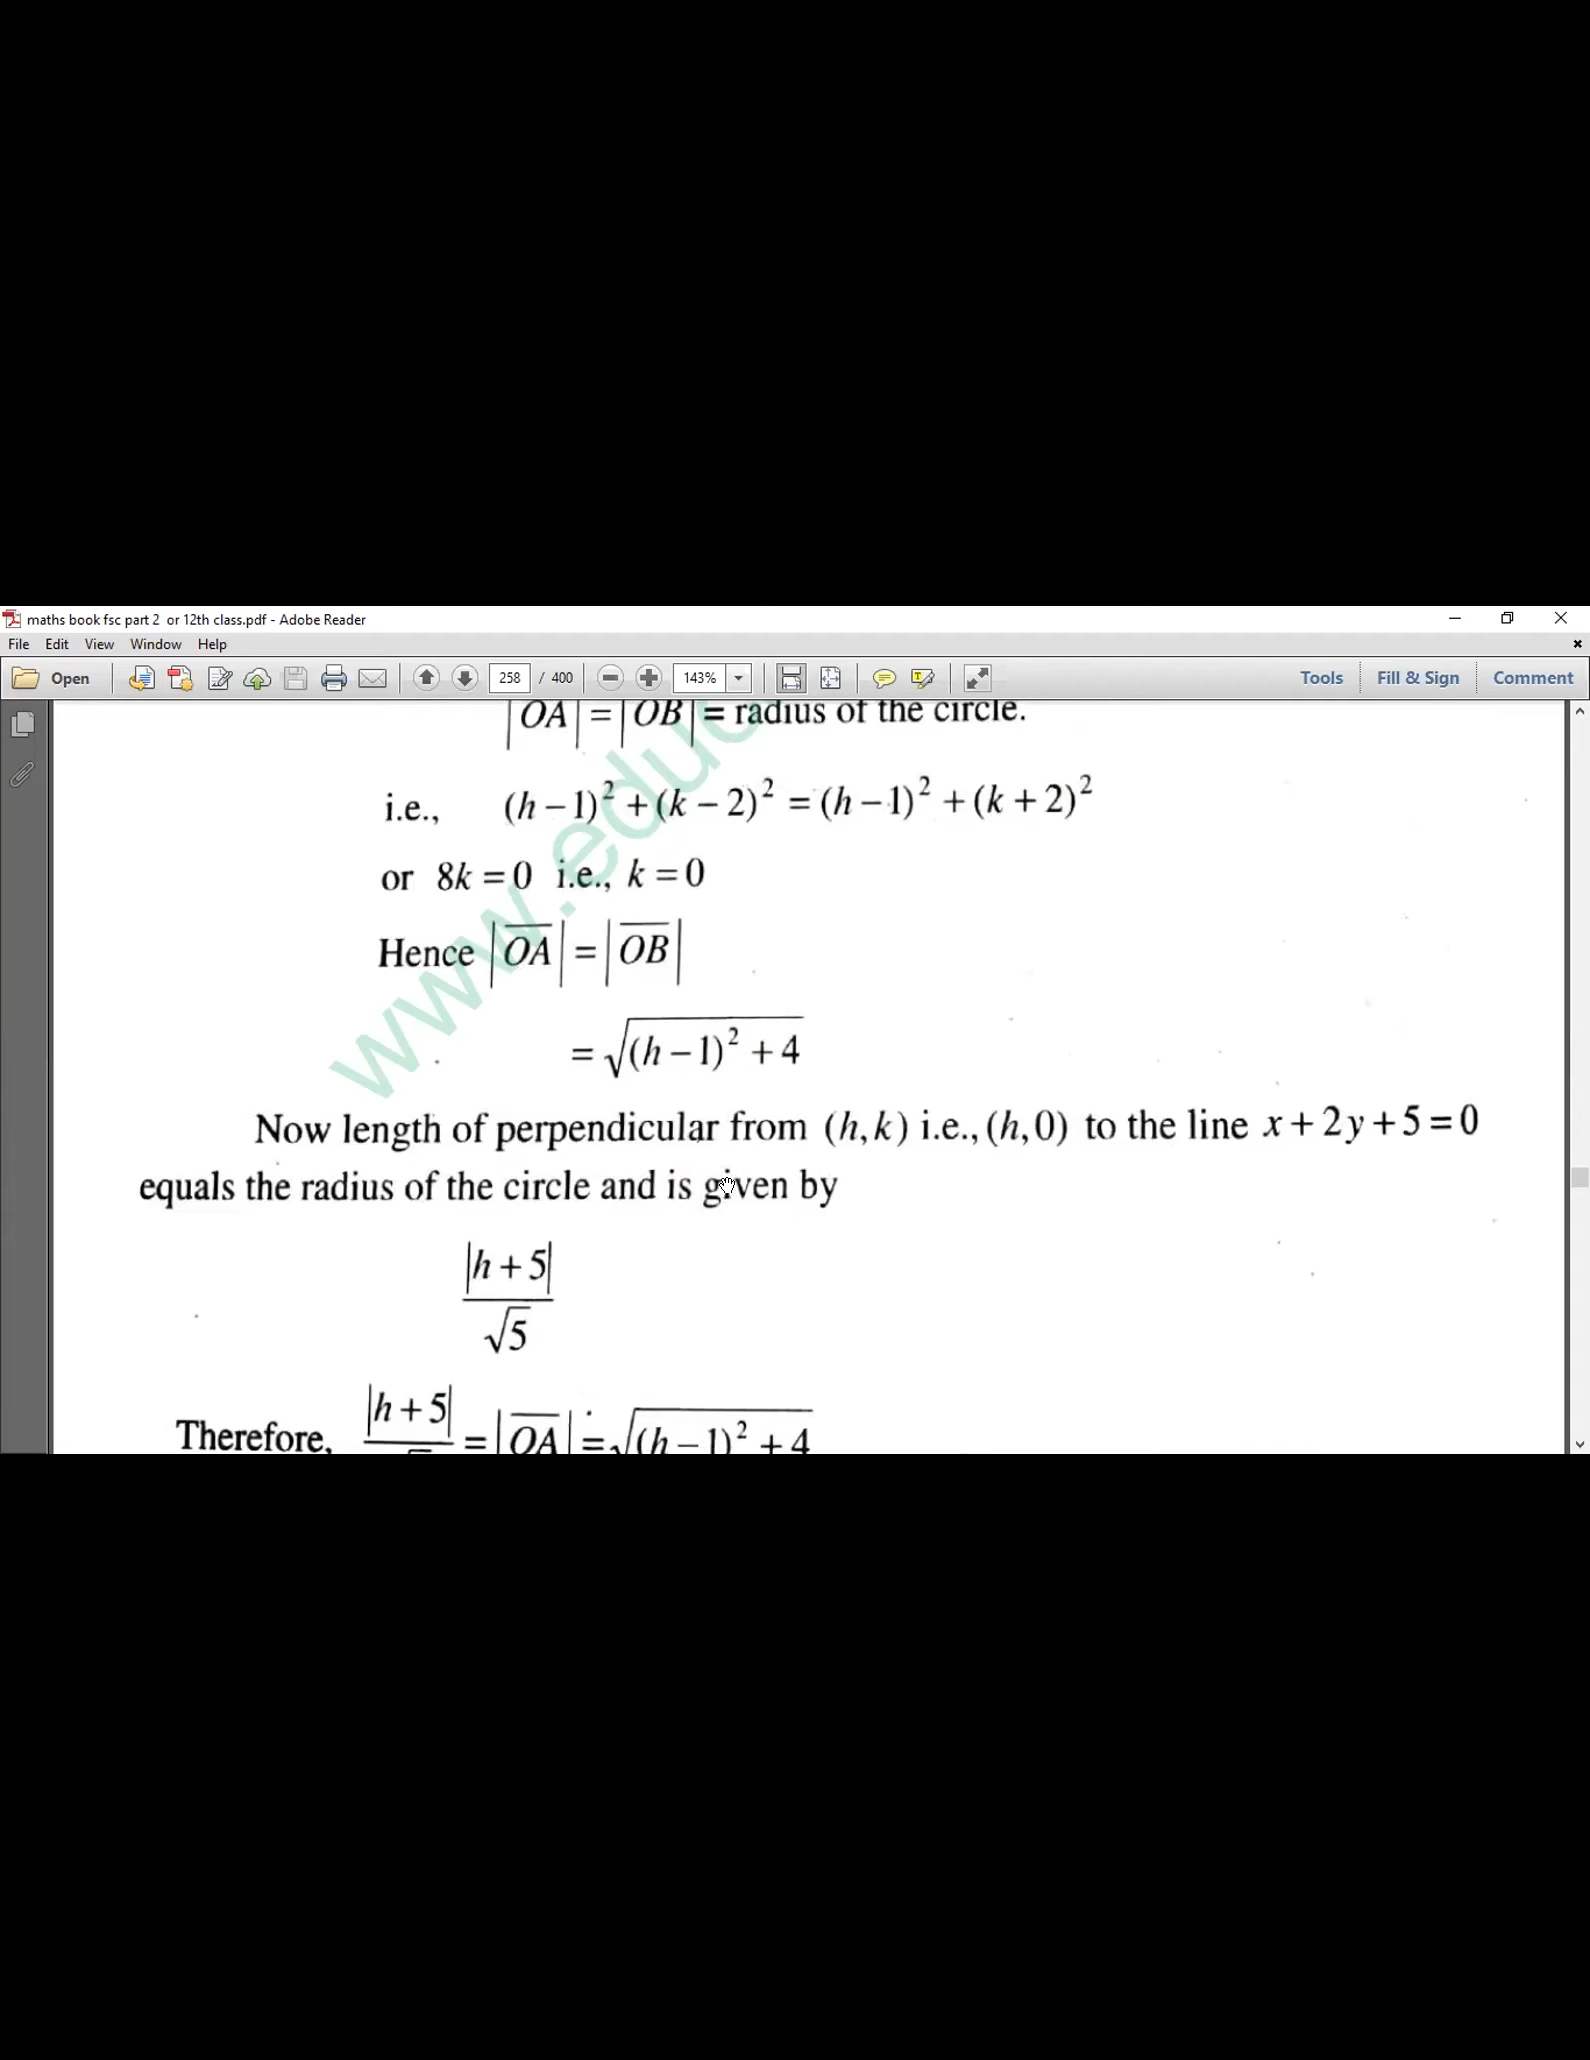 maths book fsc part 2 or 12th class.pdf - Adobe Reader
File Edit View Window Help
Open 258 / 400 143% Tools Fill & Sign Comment
|OA| = |OB| = radius of the circle.
i.e., (h – 1)² + (k – 2)² = (h – 1)² + (k + 2)²
or 8k = 0 i.e., k = 0
Hence |OA| = |OB|
= √(h – 1)² + 4
Now length of perpendicular from (h, k) i.e., (h, 0) to the line x + 2y + 5 = 0
equals the radius of the circle and is given by
|h + 5|
√5
Therefore, |h + 5| = |OA| = √(h – 1)² + 4
www.educ